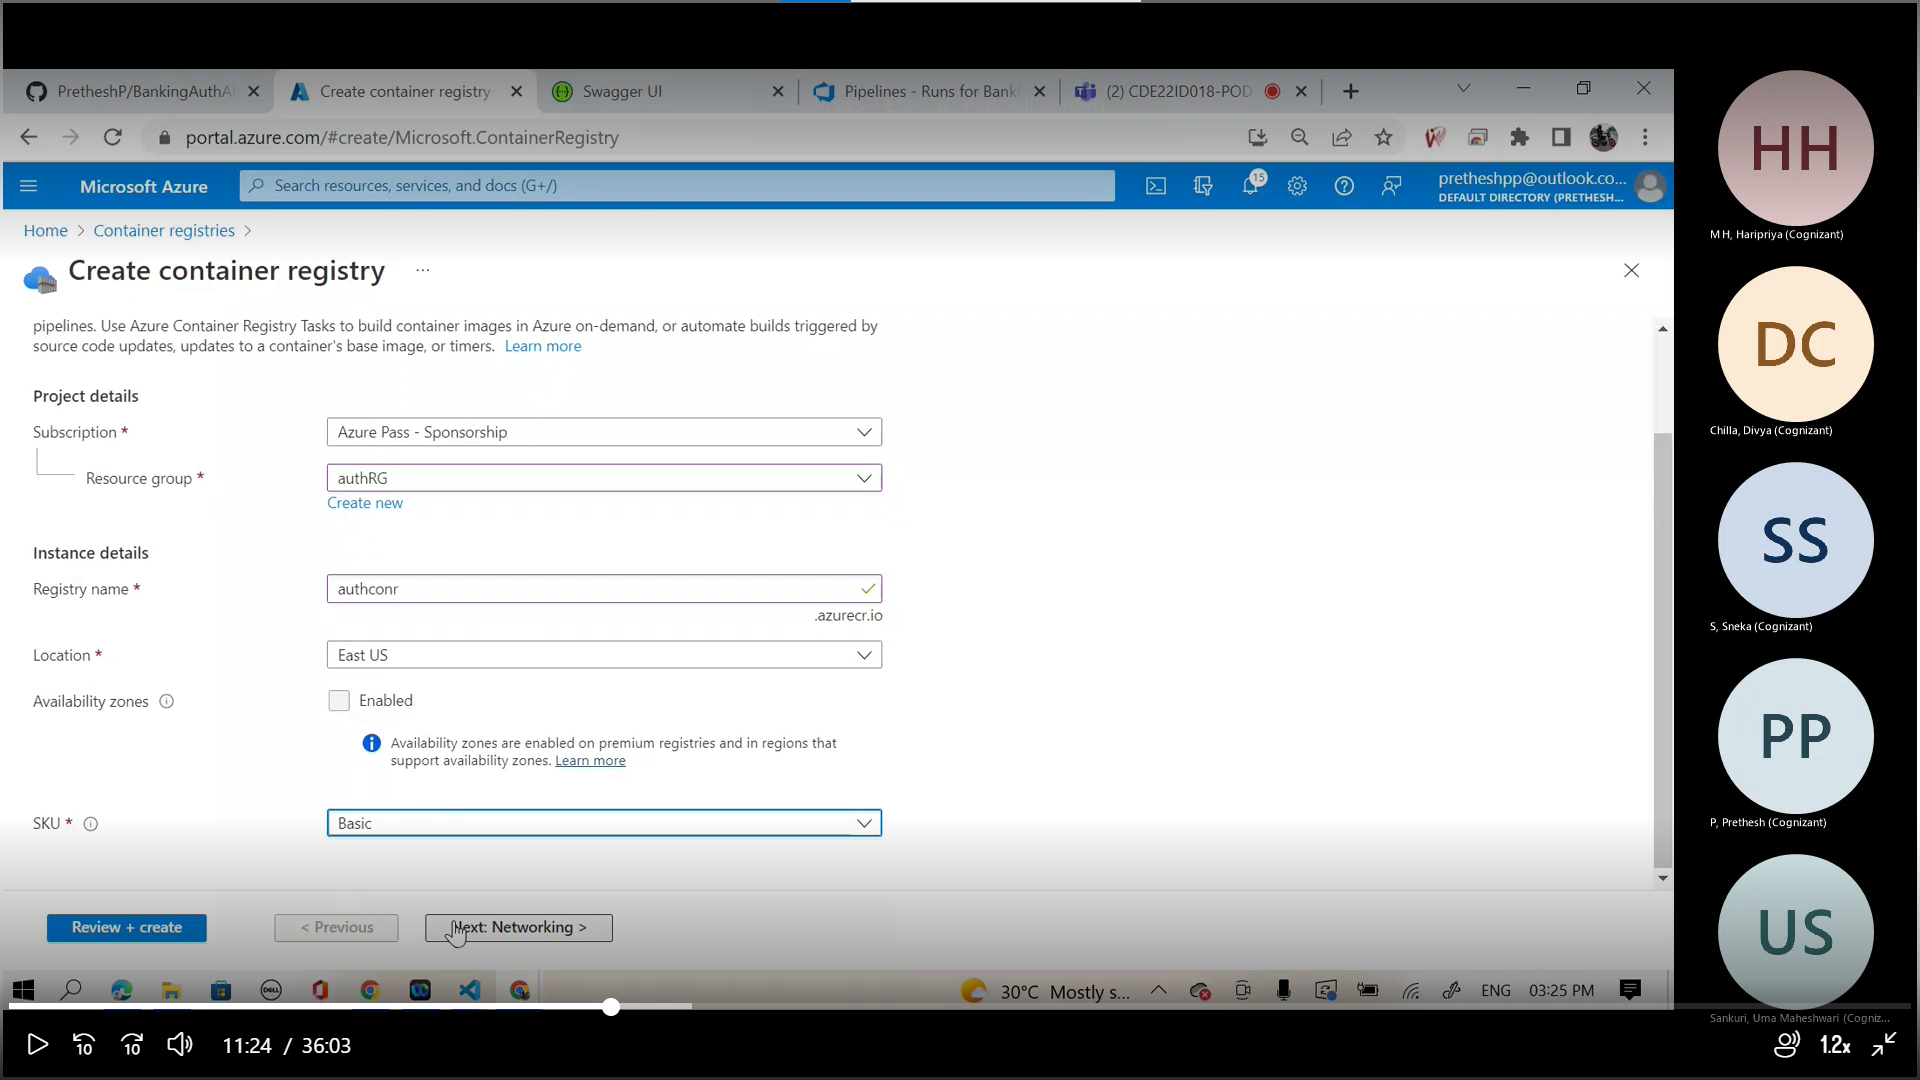 PretheshP/BankingAuthA
Create container registry
Swagger UI
Pipelines - Runs for Banki
(2) CDE22ID018-POD
portal.azure.com/#create/Microsoft.ContainerRegistry
Microsoft Azure
Search resources, services, and docs (G+/)
15
pretheshpp@outlook.co...
DEFAULT DIRECTORY (PRETHESH...
Home > Container registries >
Create container registry ...
pipelines. Use Azure Container Registry Tasks to build container images in Azure on-demand, or automate builds triggered by
source code updates, updates to a container's base image, or timers. Learn more
Project details
Subscription *
Azure Pass - Sponsorship
Resource group *
authRG
Create new
Instance details
Registry name *
authconr
.azurecr.io
Location *
East US
Availability zones
Enabled
Availability zones are enabled on premium registries and in regions that
support availability zones. Learn more
SKU *
Basic
Review + create
< Previous
Next: Networking >
DELL
30°C Mostly s...
ENG
03:25 PM
10
10
11:24 / 36:03
1.2x
HH
M H, Haripriya (Cognizant)
DC
Chilla, Divya (Cognizant)
SS
S, Sneka (Cognizant)
PP
P, Prethesh (Cognizant)
US
Sankuri, Uma Maheshwari (Cogniz...